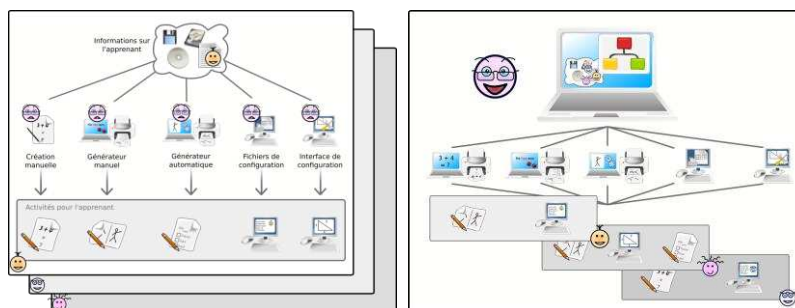 Informations sur
l'apprenant
Création
manuelle
Générateur
manuel
Générateur
automatique
Fichiers de
configuration
Interface de
configuration
Activités pour l'apprenant